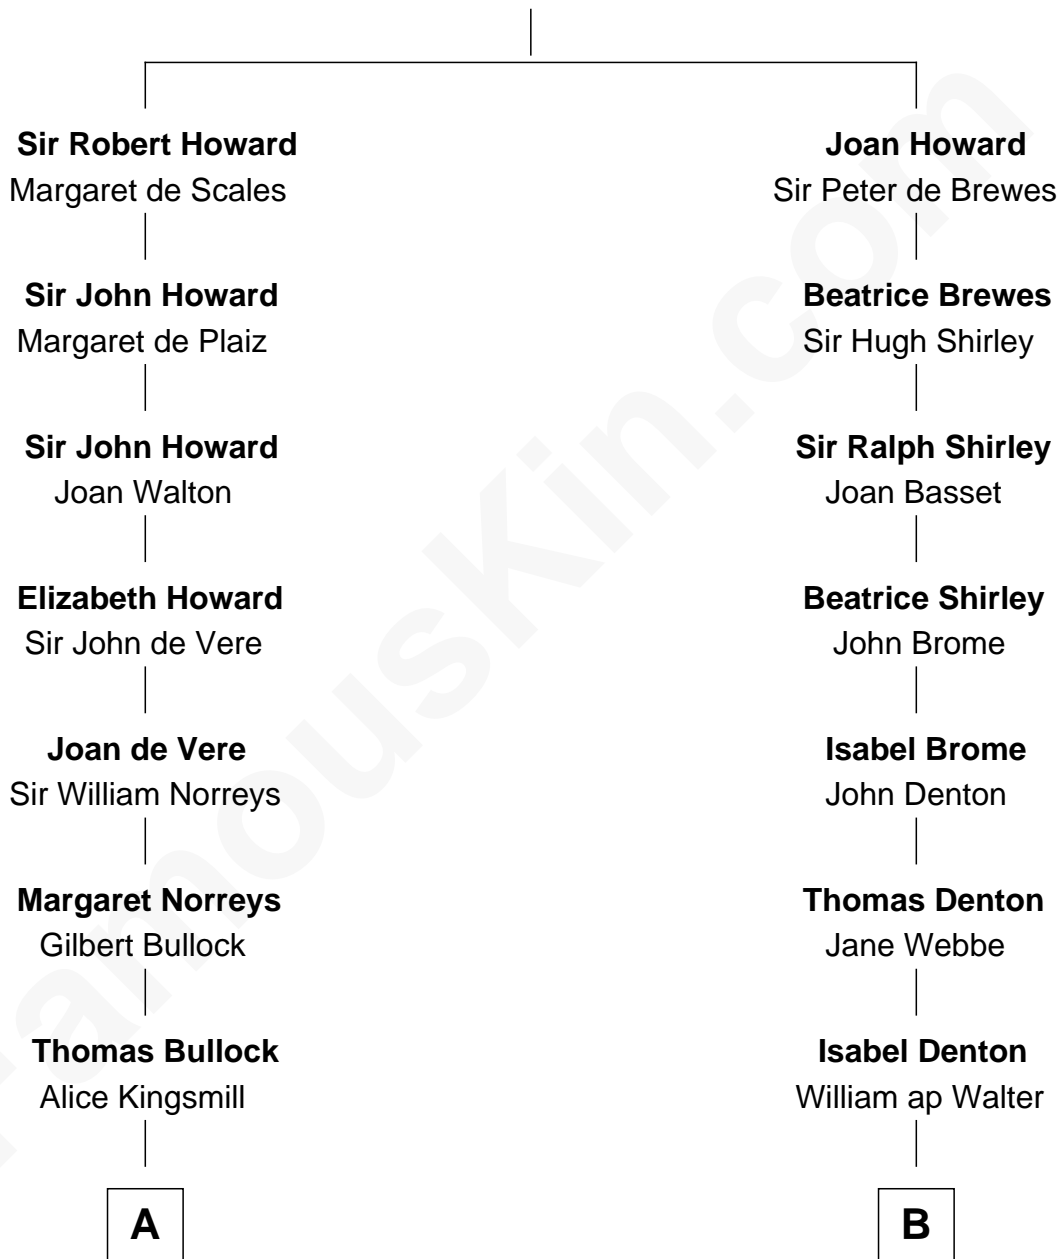 Sir Robert Howard
Margaret de Scales
Sir John Howard
Margaret de Plaiz
Sir John Howard
Joan Walton
Elizabeth Howard
Sir John de Vere
Joan de Vere
Sir William Norreys
Margaret Norreys
Gilbert Bullock
Thomas Bullock
Alice Kingsmill
A
Joan Howard
Sir Peter de Brewes
Beatrice Brewes
Sir Hugh Shirley
Sir Ralph Shirley
Joan Basset
Beatrice Shirley
John Brome
Isabel Brome
John Denton
Thomas Denton
Jane Webbe
Isabel Denton
William ap Walter
B
FamousKin.com